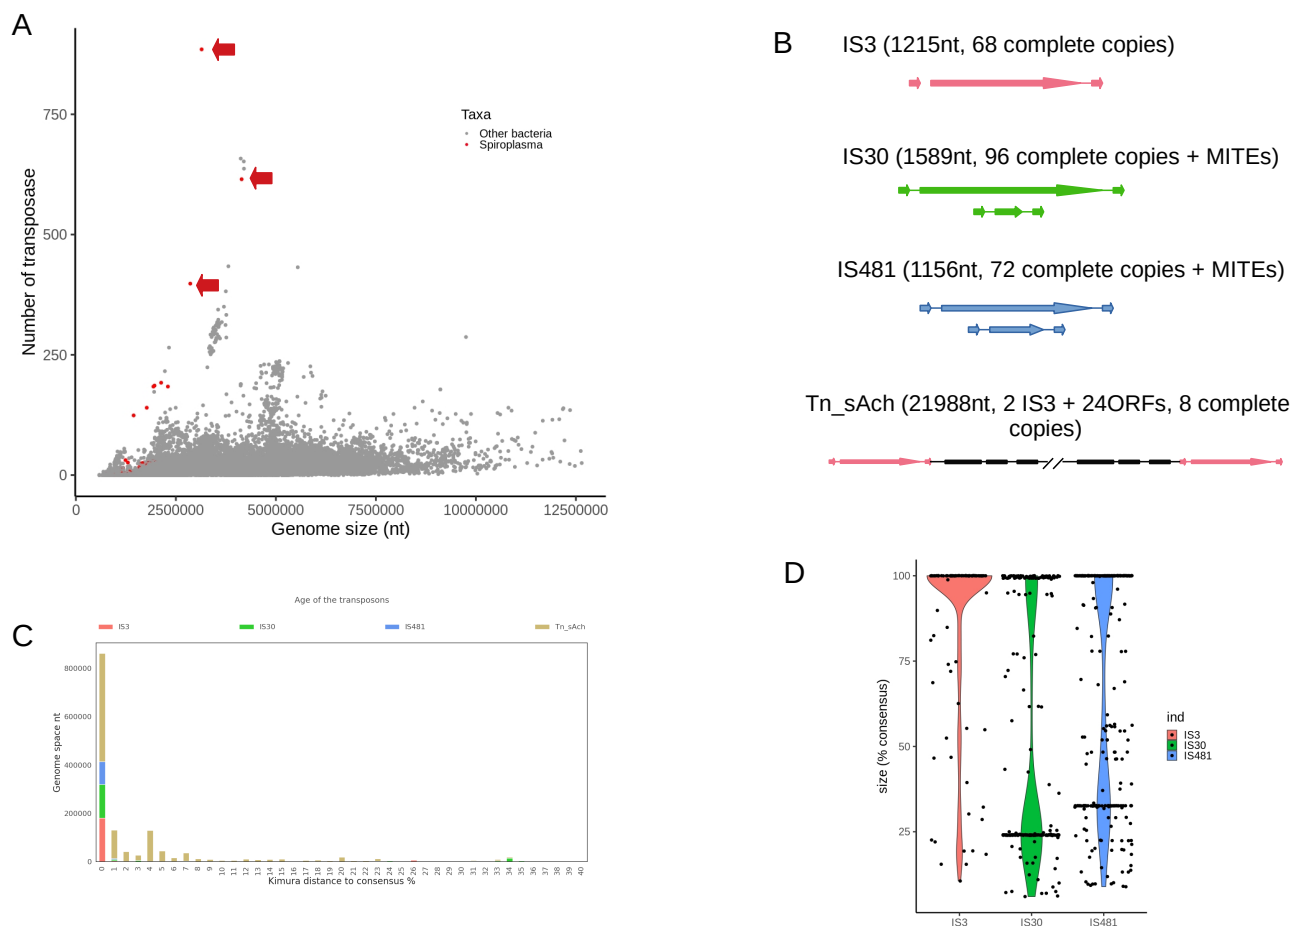 A
Number of transposase
750
500
250
0
0
2500000
5000000
7500000
10000000
12500000
Genome size (nt)
Taxa
Other bacteria
Spiroplasma
B
IS3 (1215nt, 68 complete copies)
IS30 (1589nt, 96 complete copies + MITEs)
IS481 (1156nt, 72 complete copies + MITEs)
Tn_sAch (21988nt, 2 IS3 + 24ORFs, 8 complete
copies)
C
Age of the transposons
IS3
IS30
IS481
Tn_sAch
Genome space nt
800000
600000
400000
200000
0
0 1 2 3 4 5 6 7 8 9 10 11 12 13 14 15 16 17 18 19 20 21 22 23 24 25 26 27 28 29 30 31 32 33 34 35 36 37 38 39 40
Kimura distance to consensus %
D
size (% consensus)
100
75
50
25
IS3
IS30
IS481
ind
IS3
IS30
IS481